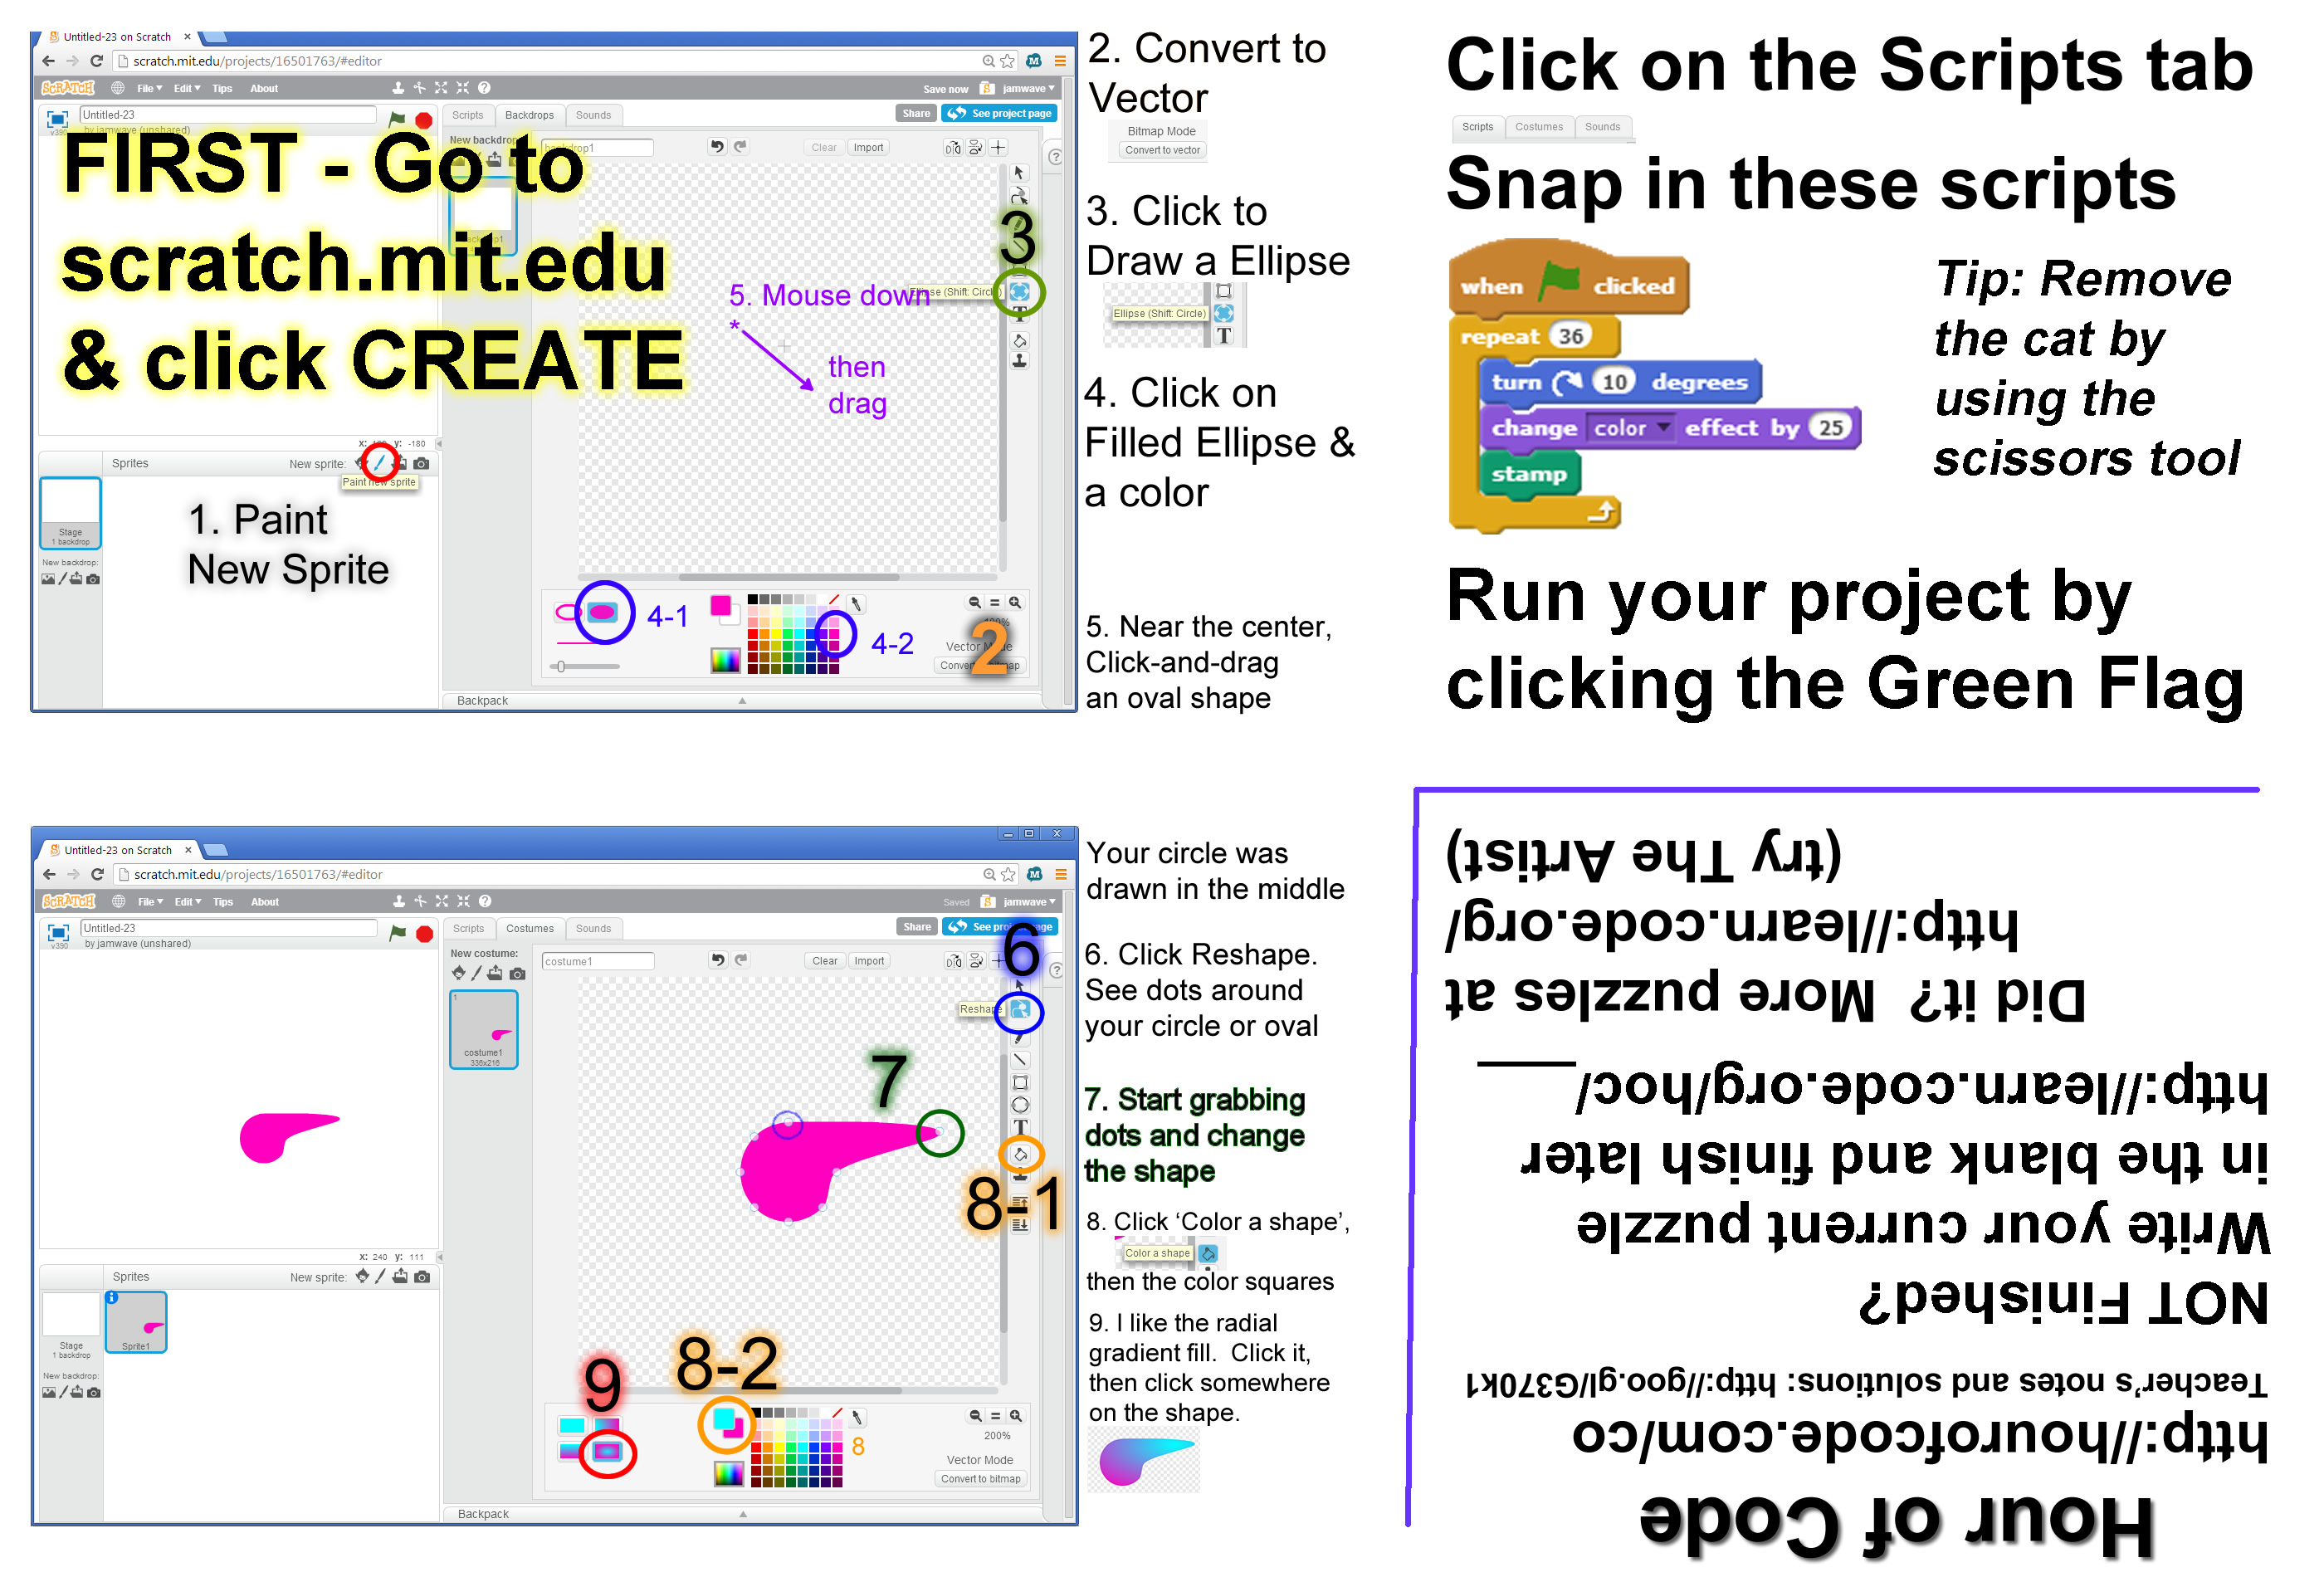 Untitled-23 on Scratch
scratch.mit.edu/projects/16501763/#editor
SCRATCH File Edit Tips About Save now jamwave
Untitled-23
by jamwave (unshared)
v390
Scripts Backdrops Sounds
Share See project page
New backdrop
backdrop1
Clear Import
FIRST - Go to
scratch.mit.edu
& click CREATE
3
Ellipse (Shift: Circle)
5. Mouse down
*
then
drag
y: -180
Sprites New sprite:
Paint new sprite
Stage
1 backdrop
New backdrop:
1. Paint
New Sprite
4-1
4-2
2
Vector Mode
Convert to bitmap
Backpack
2. Convert to
Vector
Bitmap Mode
Convert to vector
3. Click to
Draw a Ellipse
Ellipse (Shift: Circle)
T
4. Click on
Filled Ellipse &
a color
5. Near the center,
Click-and-drag
an oval shape
Click on the Scripts tab
Scripts Costumes Sounds
Snap in these scripts
when clicked
repeat 36
turn 10 degrees
change color effect by 25
stamp
Tip: Remove
the cat by
using the
scissors tool
Run your project by
clicking the Green Flag
Untitled-23 on Scratch
scratch.mit.edu/projects/16501763/#editor
SCRATCH File Edit Tips About Saved jamwave
Untitled-23
by jamwave (unshared)
v390
Scripts Costumes Sounds
Share See project page
New costume:
costume1
Clear Import
6
1
costume1
336x216
Reshape
7
T
8-1
X: 240 y: 111
Sprites New sprite:
Stage
1 backdrop
New backdrop:
Sprite1
9
8-2
8
200%
Vector Mode
Convert to bitmap
Backpack
Your circle was
drawn in the middle
6. Click Reshape.
See dots around
your circle or oval
7. Start grabbing
dots and change
the shape
8. Click ‘Color a shape’,
Color a shape
then the color squares
9. I like the radial
gradient fill. Click it,
then click somewhere
on the shape.
Hour of Code
http://hourofcode.com/co
Teacher’s notes and solutions: http://goo.gl/G370k1
NOT Finished?
Write your current puzzle
in the blank and finish later
http://learn.code.org/hoc/____
Did it? More puzzles at
http://learn.code.org/
(try The Artist)